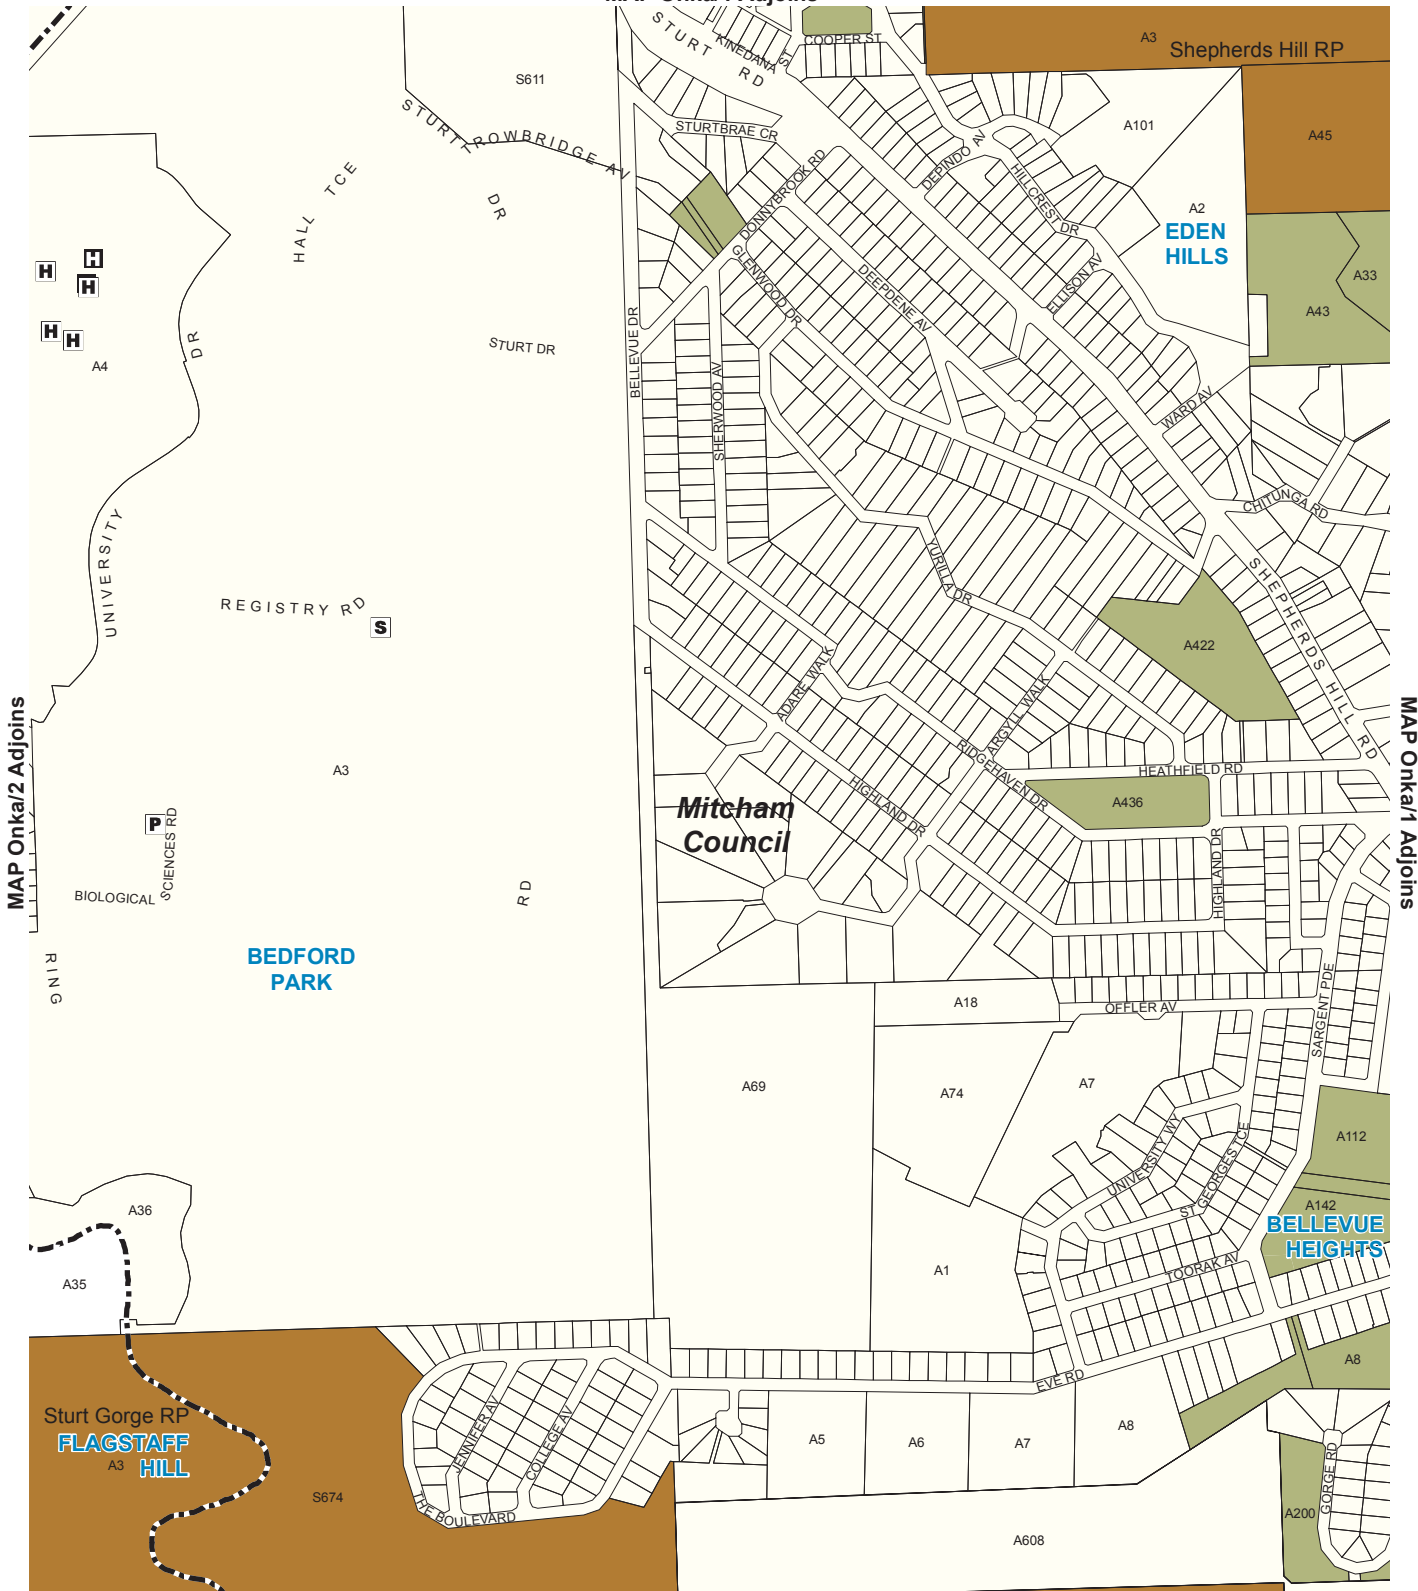 STURT RD
KINEDANA ST
COOPER ST
A3
Shepherds Hill RP
S611
STURT
TROWBRIDGE AV
STURTBRAE CR
A101
A45
DEPINDO AV
HALL TCE
DR
DONNYBROOK RD
HILLCREST DR
A2
EDEN
HILLS
H
H
H
GLENWOOD DR
DEEPDENE AV
ELLISON AV
A33
A43
H
H
A4
DR
STURT DR
BELLEVUE DR
SHERWOOD AV
WARD AV
CHITUNGA RD
UNIVERSITY
YURILLA DR
SHEPHERDS HILL RD
REGISTRY RD
S
A422
ADARE WALK
ARGYLL WALK
MAP Onka/2 Adjoins
MAP Onka/1 Adjoins
A3
RIDGEHAVEN DR
HEATHFIELD RD
HIGHLAND DR
A436
Mitcham
Council
P
SCIENCES RD
BIOLOGICAL
RD
HIGHLAND DR
BEDFORD
PARK
RING
SARGENT PDE
A18
OFFLER AV
A69
A74
A7
A112
UNIVERSITY WY
ST GEORGES TCE
A36
A142
BELLEVUE
HEIGHTS
A35
A1
TOORAK AV
A8
EVE RD
Sturt Gorge RP
FLAGSTAFF
HILL
A3
JENNIFER AV
COLLEGE AV
A5
A6
A7
A8
GORGE RD
S674
THE BOULEVARD
A200
A608